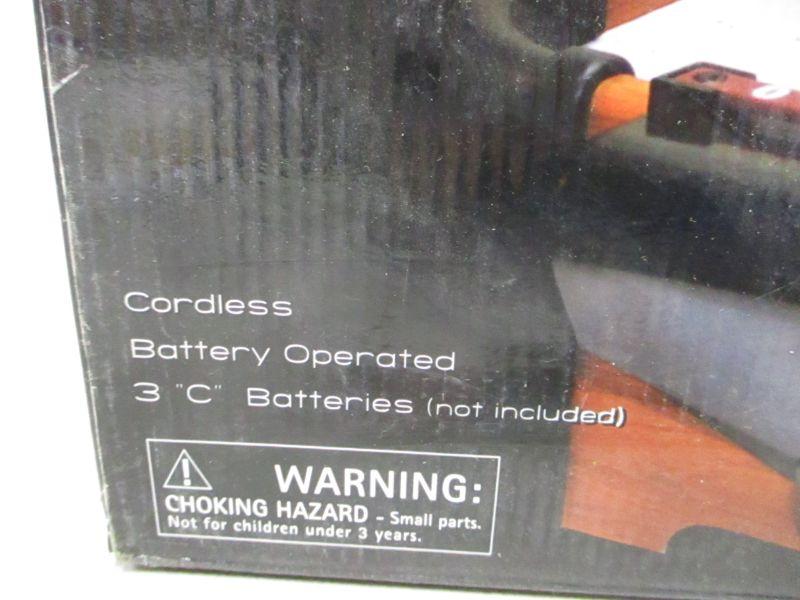 Cordless
Battery Operated
3 "C" Batteries (not included)
WARNING:
CHOKING HAZARD - Small parts.
Not for children under 3 years.